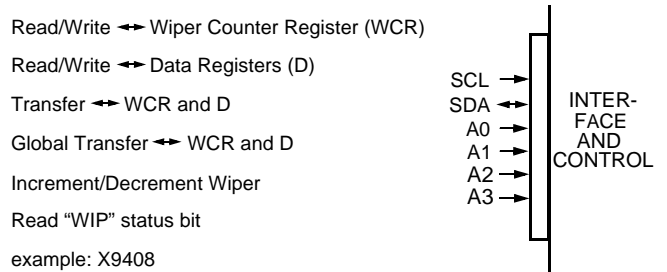 Read/Write ↔ Wiper Counter Register (WCR)
Read/Write ↔ Data Registers (D)
Transfer ↔ WCR and D
Global Transfer ↔ WCR and D
Increment/Decrement Wiper
Read “WIP” status bit
example: X9408
SCL
SDA
A0
A1
A2
A3
INTER-
FACE
AND
CONTROL